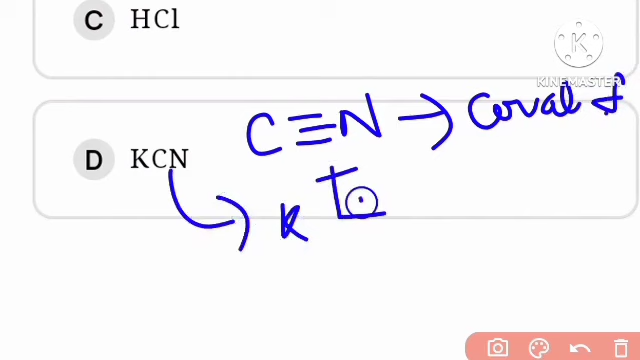 C HCl
K
KINEMASTER
C≡N → Coval
D KCN
K